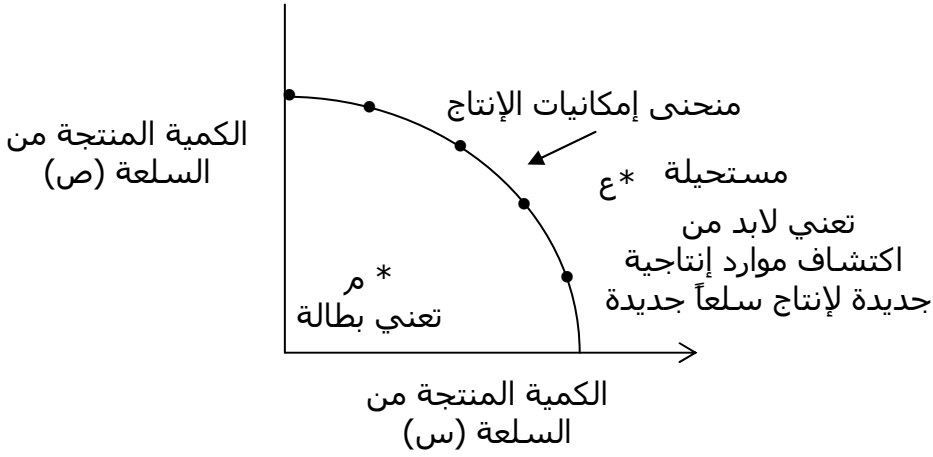 منحنى إمكانيات الإنتاج
الكمية المنتجة من
السلعة (ص)
مستحيلة *ع
تعني لابد من
اكتشاف موارد إنتاجية
جديدة لإنتاج سلعاً جديدة
* م
تعني بطالة
الكمية المنتجة من
السلعة (س)